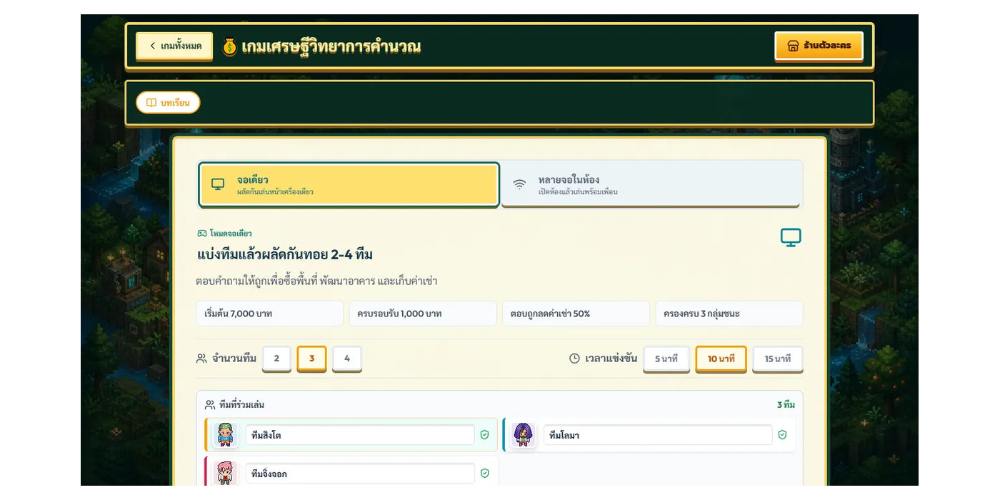 เกมทั้งหมด
เกมเศรษฐีวิทยาการคำนวณ
ร้านตัวละคร
บทเรียน
จอเดียว
ผลัดกันเล่นหน้าเครื่องเดียว
หลายจอในห้อง
เปิดห้องแล้วเล่นพร้อมเพื่อน
โหมดจอเดียว
แบ่งทีมแล้วผลัดกันทอย 2-4 ทีม
ตอบคำถามให้ถูกเพื่อซื้อพื้นที่ พัฒนาอาคาร และเก็บค่าเช่า
เริ่มต้น 7,000 บาท
ครบรอบรับ 1,000 บาท
ตอบถูกลดค่าเช่า 50%
ครองครบ 3 กลุ่มชนะ
จำนวนทีม 2 3 4
เวลาแข่งขัน 5 นาที 10 นาที 15 นาที
ทีมที่ร่วมเล่น
3 ทีม
ทีมสิงโต
ทีมโลมา
ทีมจิ้งจอก